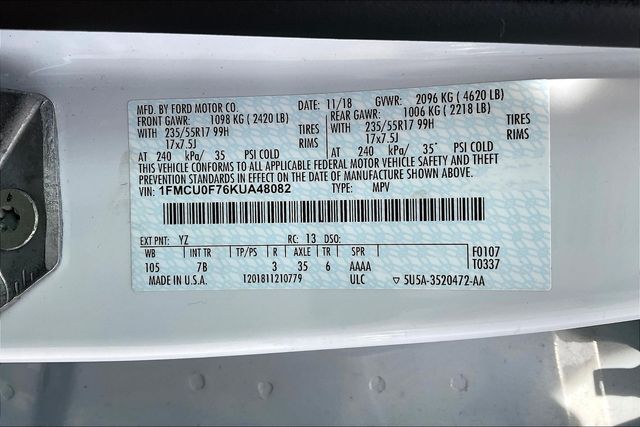 MFD. BY FORD MOTOR CO. DATE: 11/18 GVWR: 2096 KG ( 4620 LB)
FRONT GAWR: 1098 KG ( 2420 LB) REAR GAWR: 1006 KG ( 2218 LB)
WITH 235/55R17 99H TIRES WITH 235/55R17 99H TIRES
17x7.5J RIMS 17x7.5J RIMS
AT 240 kPa/ 35 PSI COLD AT 240 kPa/ 35 PSI COLD
THIS VEHICLE CONFORMS TO ALL APPLICABLE FEDERAL MOTOR VEHICLE SAFETY AND THEFT
PREVENTION STANDARDS IN EFFECT ON THE DATE OF MANUFACTURE SHOWN ABOVE.
VIN: 1FMCU0F76KUA48082 TYPE: MPV
EXT PNT: YZ RC: 13 DSO:
WB INT TR TP/PS R AXLE TR SPR F0107
105 7B 3 35 6 AAAA T0337
MADE IN U.S.A. 1201811210779 ULC ▽ 5U5A-3520472-AA